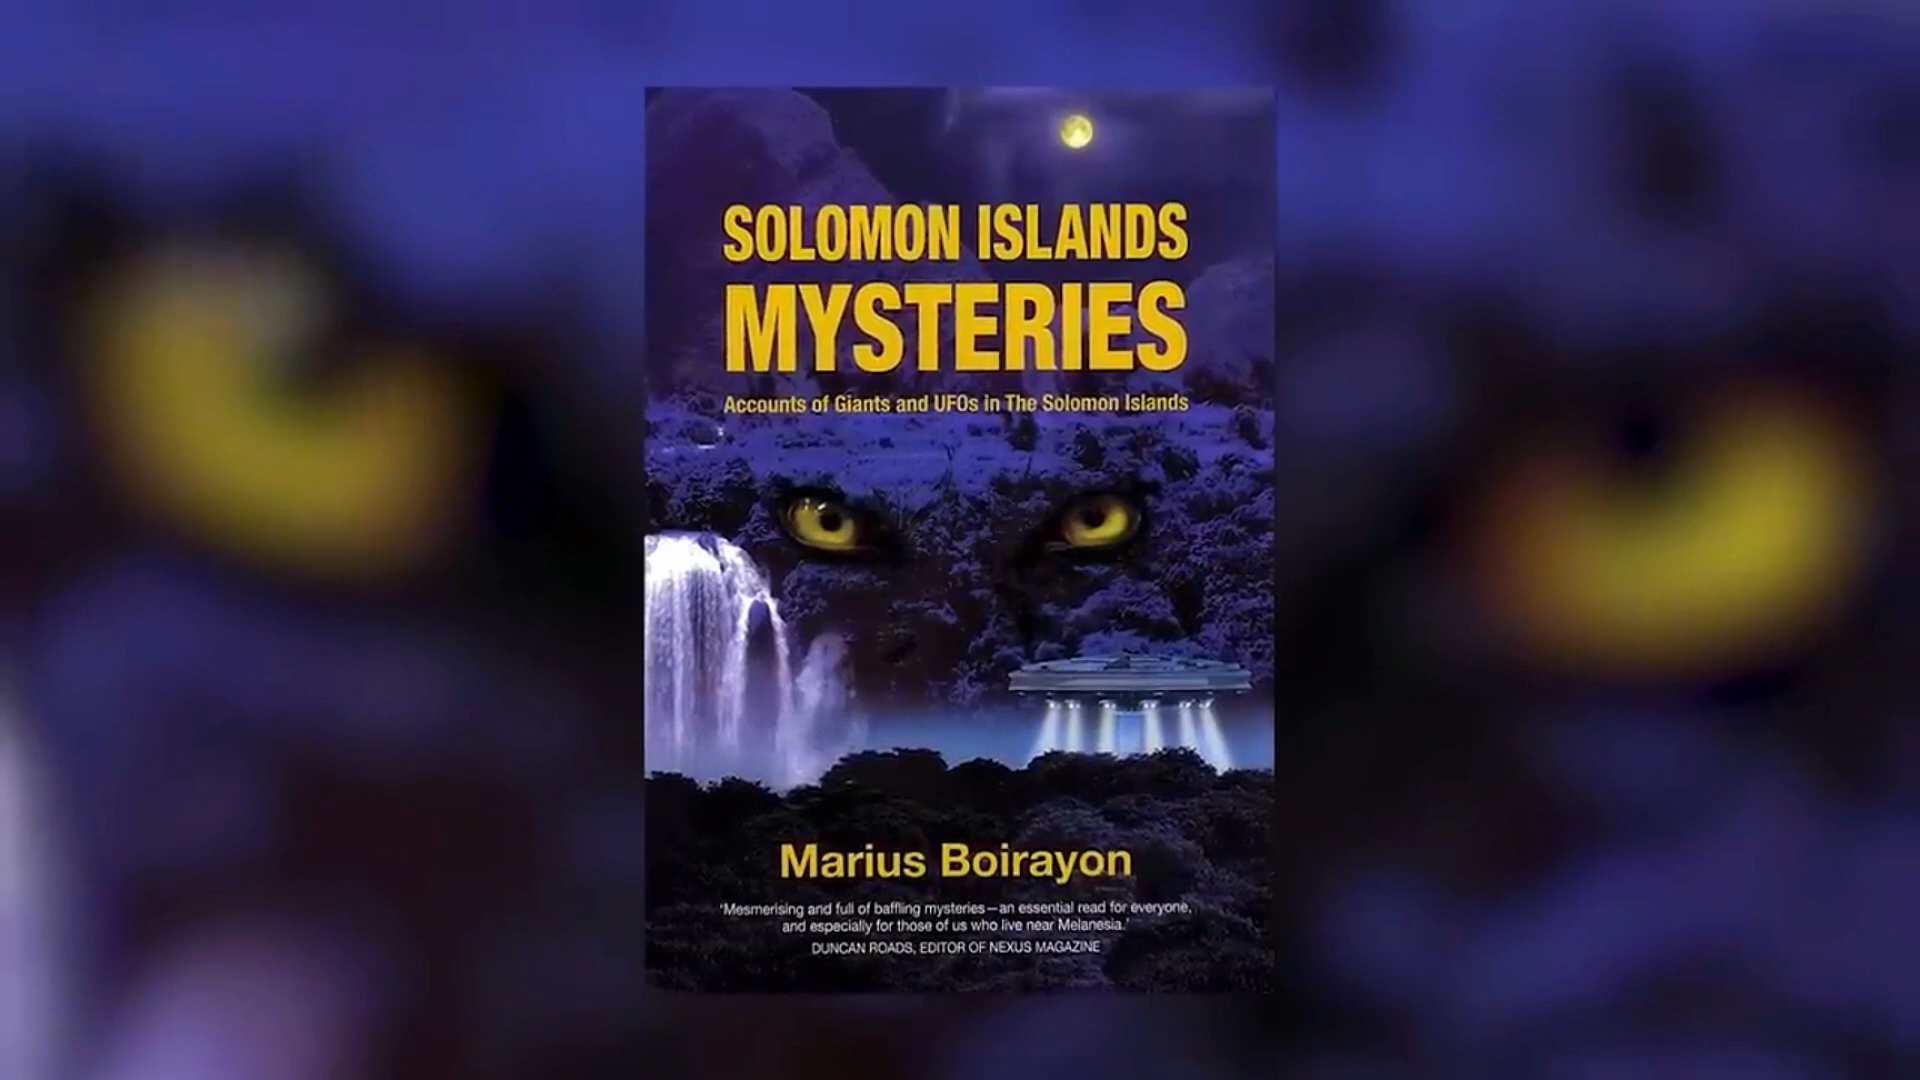 SOLOMON ISLANDS
MYSTERIES
Accounts of Giants and UFOs in The Solomon Islands
Marius Boirayon
'Mesmerising and full of baffling mysteries—an essential read for everyone,
and especially for those of us who live near Melanesia.'
DUNCAN ROADS, EDITOR OF NEXUS MAGAZINE